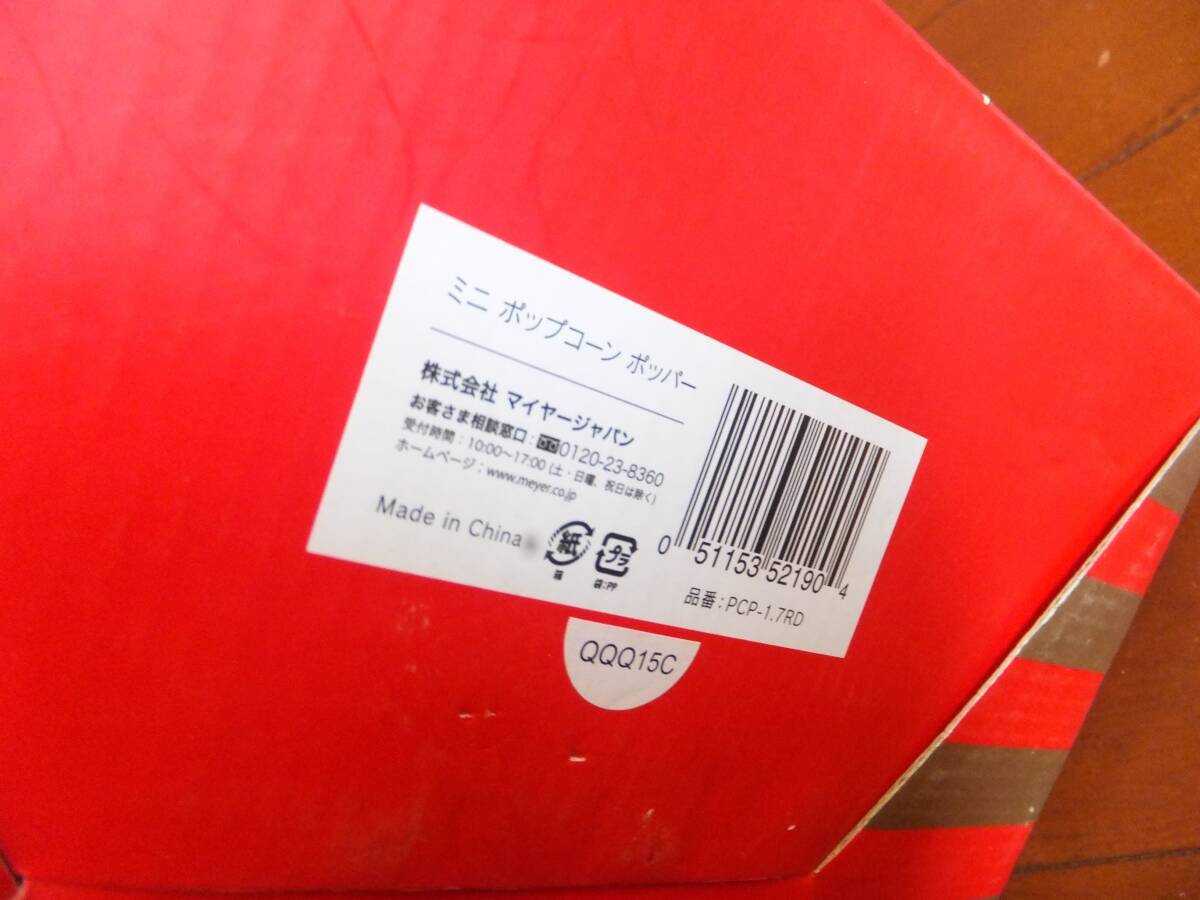 ミニ ポップコーン ポッパー
株式会社 マイヤージャパン
お客さま相談窓口:0120-23-8360
受付時間:10:00〜17:00 (土・日曜、祝日は除く)
ホームページ:www.meyer.co.jp
Made in China
紙
箱
プラ
袋:PP
0 51153 52190 4
品番:PCP-1.7RD
QQQ15C